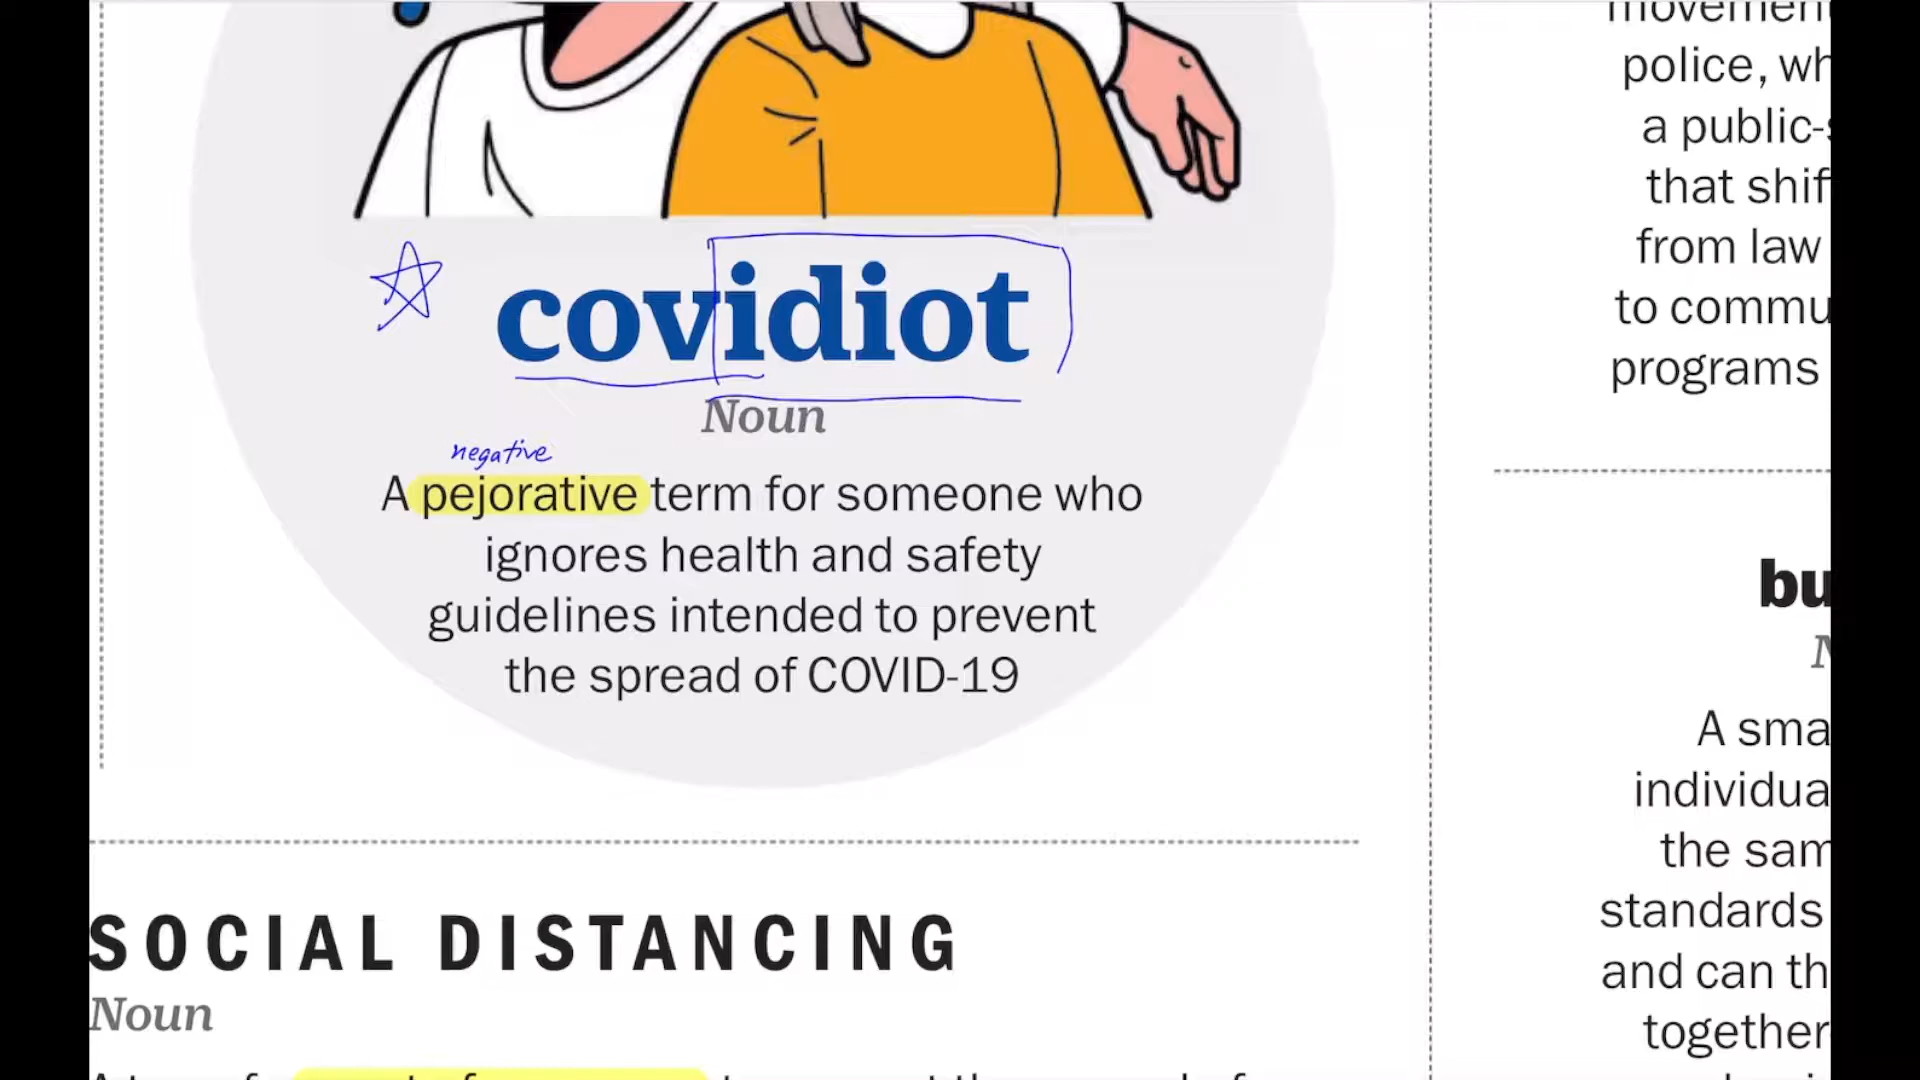 covidiot
Noun
negative
A pejorative term for someone who
ignores health and safety
guidelines intended to prevent
the spread of COVID-19
SOCIAL DISTANCING
Noun
police, wh
a public-
that shif
from law
to commu
programs
bu
A sma
individua
the sam
standards
and can th
together